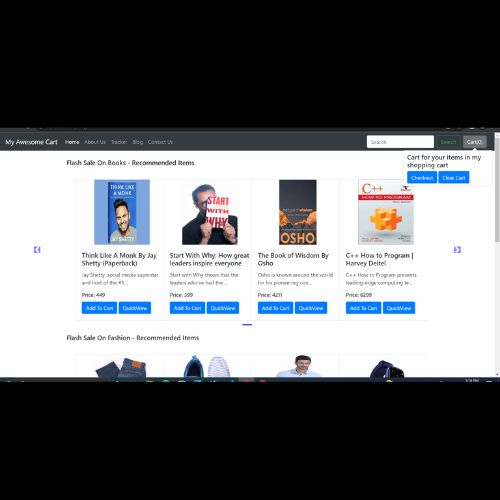 My Awesome Cart Home About Us Tracker Blog Contact Us Search Search Cart(0)
Cart for your items in my
shopping cart
Checkout Clear Cart
Flash Sale On Books - Recommended Items
THINK LIKE
A MONK
JAY SHETTY
START
WITH
WHY
OSHO
C++
HOW TO PROGRAM
Think Like A Monk By Jay
Shetty (Paperback)
Jay Shetty, social media superstar
and host of the #1...
Price: 449
Add To Cart QuickView
Start With Why: How great
leaders inspire everyone
Start with Why shows that the
leaders who've had the...
Price: 399
Add To Cart QuickView
The Book of Wisdom By
Osho
Osho is known around the world
for his pioneering con...
Price: 4211
Add To Cart QuickView
C++ How to Program |
Harvey Deitel
C++ How to Program presents
leading-edge computing te...
Price: 6299
Add To Cart QuickView
Flash Sale On Fashion - Recommended Items